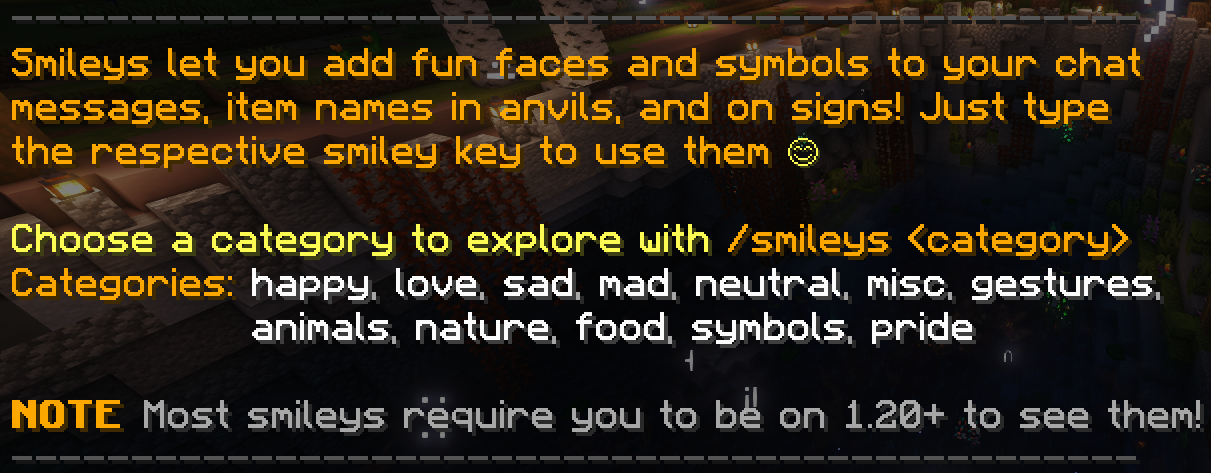 Smileys let you add fun faces and symbols to your chat
messages, item names in anvils, and on signs! Just type
the respective smiley key to use them 😊
Choose a category to explore with /smileys <category>
Categories: happy, love, sad, mad, neutral, misc, gestures,
animals, nature, food, symbols, pride
NOTE Most smileys require you to be on 1.20+ to see them!